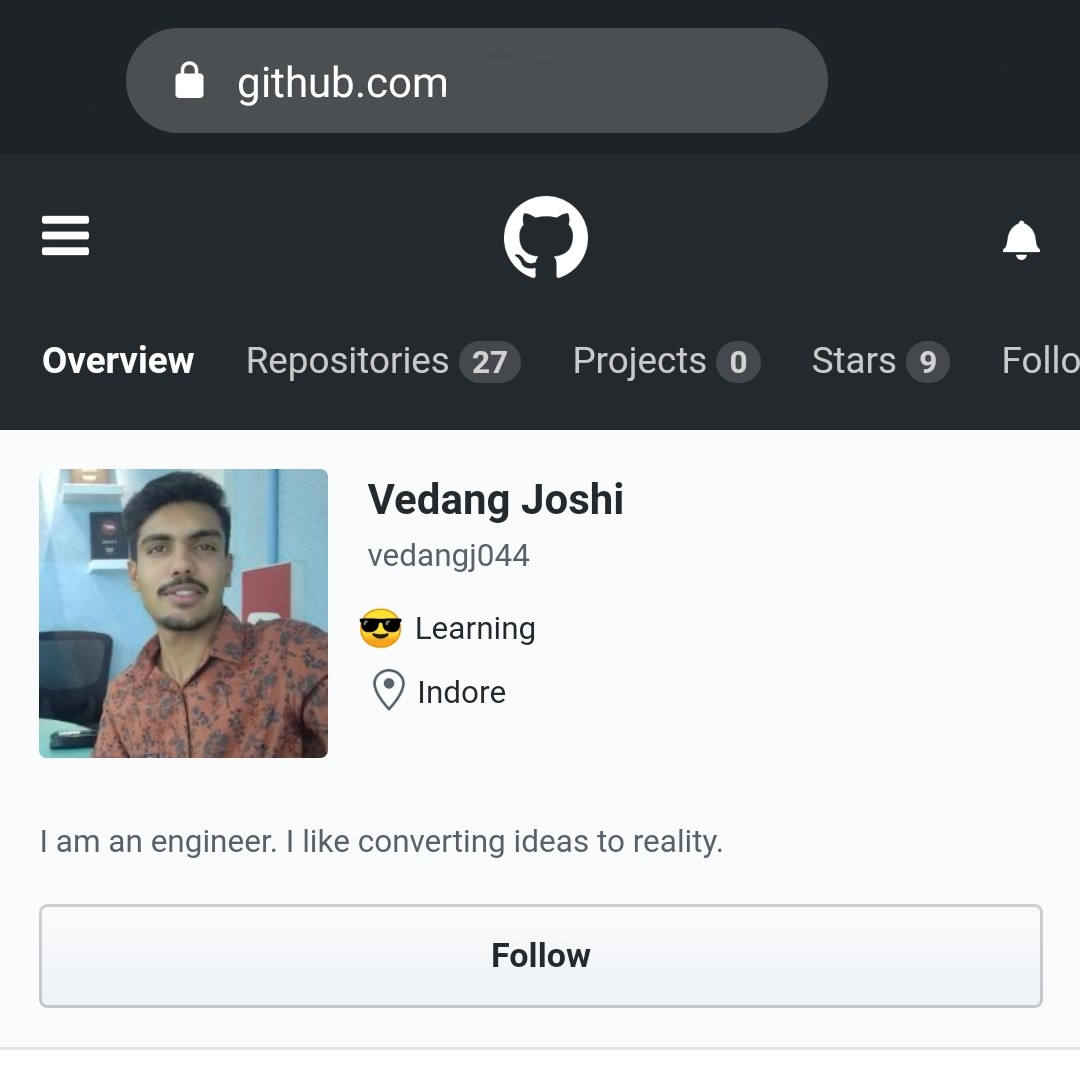 github.com
Overview Repositories 27 Projects 0 Stars 9 Follo
Vedang Joshi
vedangj044
😎 Learning
Indore
I am an engineer. I like converting ideas to reality.
Follow